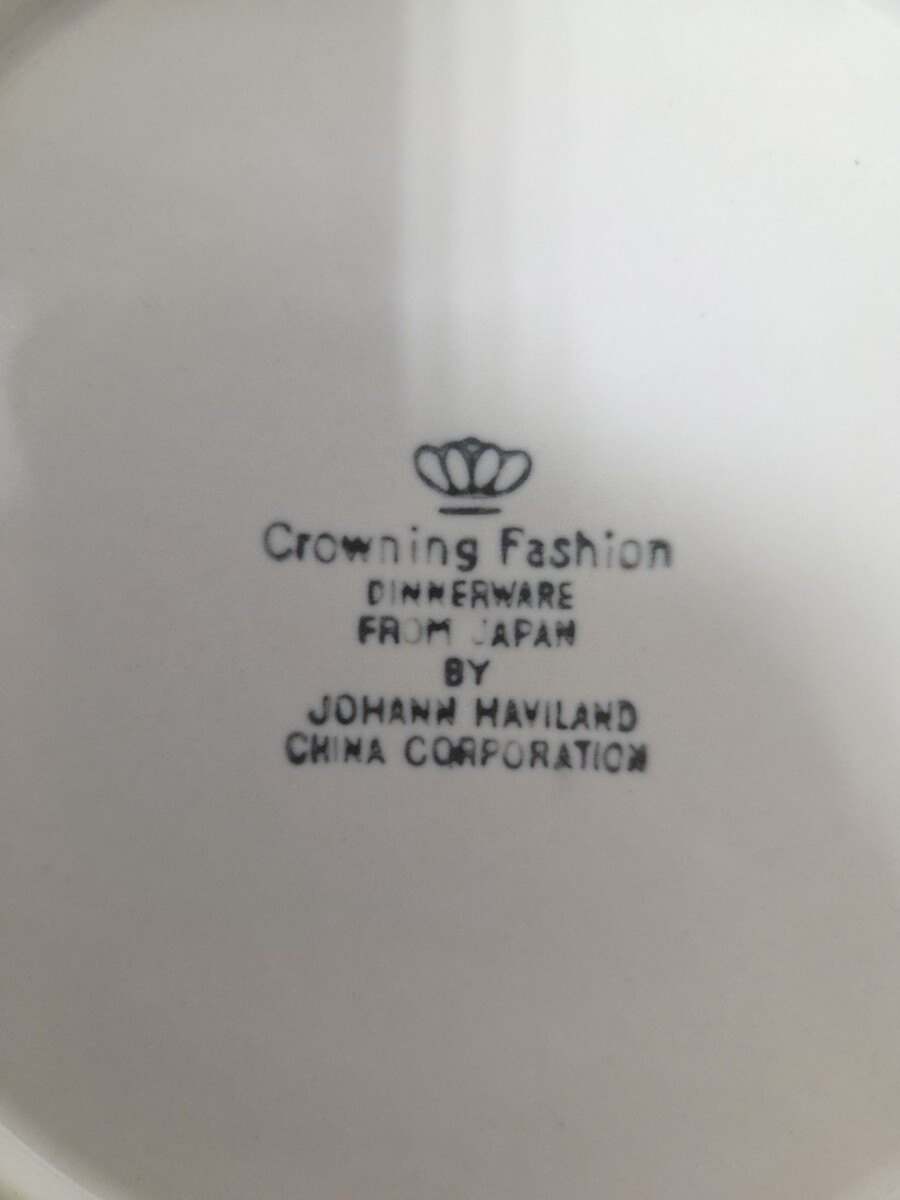 Crowning Fashion
DINNERWARE
FROM JAPAN
BY
JOHANN HAVILAND
CHINA CORPORATION